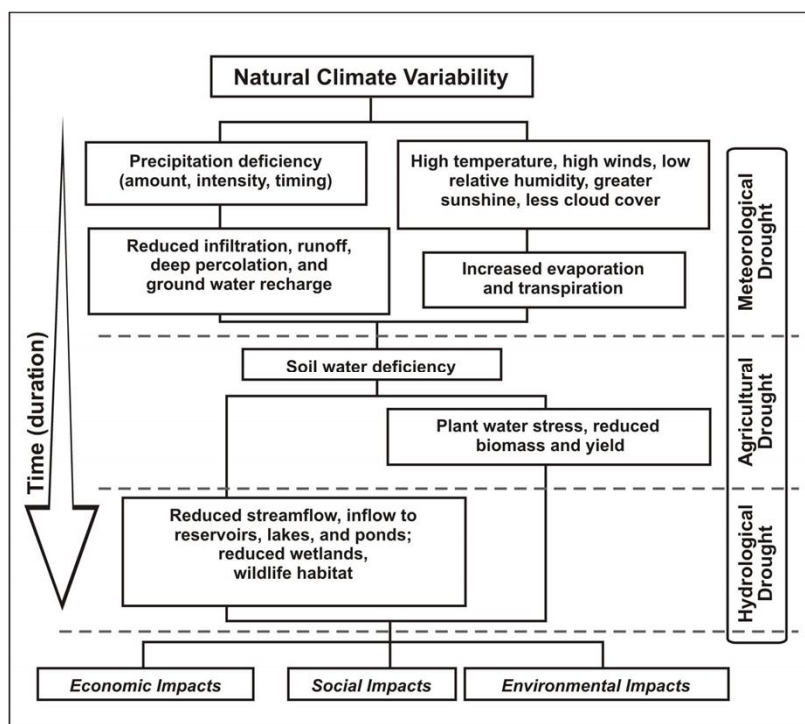 Natural Climate Variability
Precipitation deficiency
(amount, intensity, timing)
High temperature, high winds, low
relative humidity, greater
sunshine, less cloud cover
Reduced infiltration, runoff,
deep percolation, and
ground water recharge
Increased evaporation
and transpiration
Meteorological
Drought
Soil water deficiency
Plant water stress, reduced
biomass and yield
Agricultural
Drought
Time (duration)
Reduced streamflow, inflow to
reservoirs, lakes, and ponds;
reduced wetlands,
wildlife habitat
Hydrological
Drought
Economic Impacts
Social Impacts
Environmental Impacts